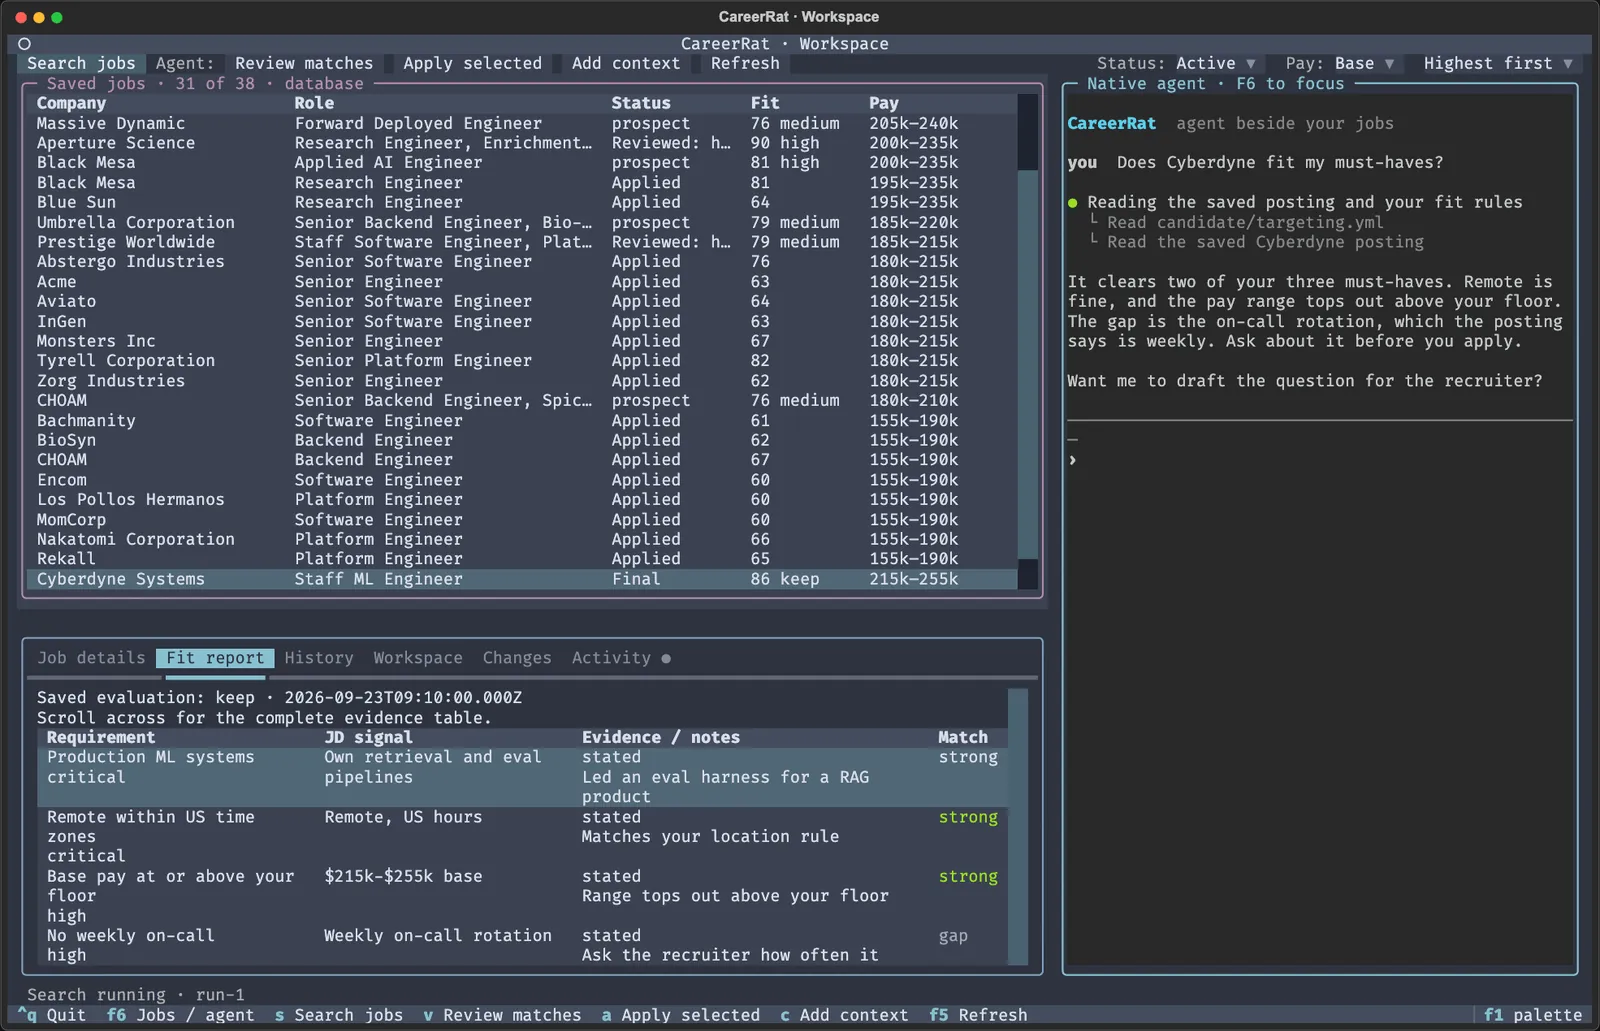 CareerRat · Workspace
CareerRat · Workspace
Search jobs Agent: Review matches Apply selected Add context Refresh Status: Active ▼ Pay: Base ▼ Highest first ▼
Saved jobs · 31 of 38 · database
Company Role Status Fit Pay
Massive Dynamic Forward Deployed Engineer prospect 76 medium 205k–240k
Aperture Science Research Engineer, Enrichment… Reviewed: h… 90 high 200k–235k
Black Mesa Applied AI Engineer prospect 81 high 200k–235k
Black Mesa Research Engineer Applied 81 195k–235k
Blue Sun Research Engineer Applied 64 195k–235k
Umbrella Corporation Senior Backend Engineer, Bio-… prospect 79 medium 185k–220k
Prestige Worldwide Staff Software Engineer, Plat… Reviewed: h… 79 medium 185k–215k
Abstergo Industries Senior Software Engineer Applied 76 180k–215k
Acme Senior Engineer Applied 63 180k–215k
Aviato Senior Software Engineer Applied 64 180k–215k
InGen Senior Software Engineer Applied 63 180k–215k
Monsters Inc Senior Engineer Applied 67 180k–215k
Tyrell Corporation Senior Platform Engineer Applied 82 180k–215k
Zorg Industries Senior Engineer Applied 62 180k–215k
CHOAM Senior Backend Engineer, Spic… prospect 76 medium 180k–210k
Bachmanity Software Engineer Applied 61 155k–190k
BioSyn Backend Engineer Applied 62 155k–190k
CHOAM Backend Engineer Applied 67 155k–190k
Encom Software Engineer Applied 60 155k–190k
Los Pollos Hermanos Platform Engineer Applied 60 155k–190k
MomCorp Software Engineer Applied 60 155k–190k
Nakatomi Corporation Platform Engineer Applied 66 155k–190k
Rekall Platform Engineer Applied 65 155k–190k
Cyberdyne Systems Staff ML Engineer Final 86 keep 215k–255k
Job details Fit report History Workspace Changes Activity ●
Saved evaluation: keep · 2026-09-23T09:10:00.000Z
Scroll across for the complete evidence table.
Requirement JD signal Evidence / notes Match
Production ML systems Own retrieval and eval stated strong
critical pipelines Led an eval harness for a RAG
product
Remote within US time Remote, US hours stated strong
zones Matches your location rule
critical
Base pay at or above your $215k-$255k base stated strong
floor Range tops out above your floor
high
No weekly on-call Weekly on-call rotation stated gap
high Ask the recruiter how often it
Native agent · F6 to focus
CareerRat agent beside your jobs
you Does Cyberdyne fit my must-haves?
● Reading the saved posting and your fit rules
└ Read candidate/targeting.yml
└ Read the saved Cyberdyne posting
It clears two of your three must-haves. Remote is
fine, and the pay range tops out above your floor.
The gap is the on-call rotation, which the posting
says is weekly. Ask about it before you apply.
Want me to draft the question for the recruiter?
›
Search running · run-1
^q Quit f6 Jobs / agent s Search jobs v Review matches a Apply selected c Add context f5 Refresh f1 palette